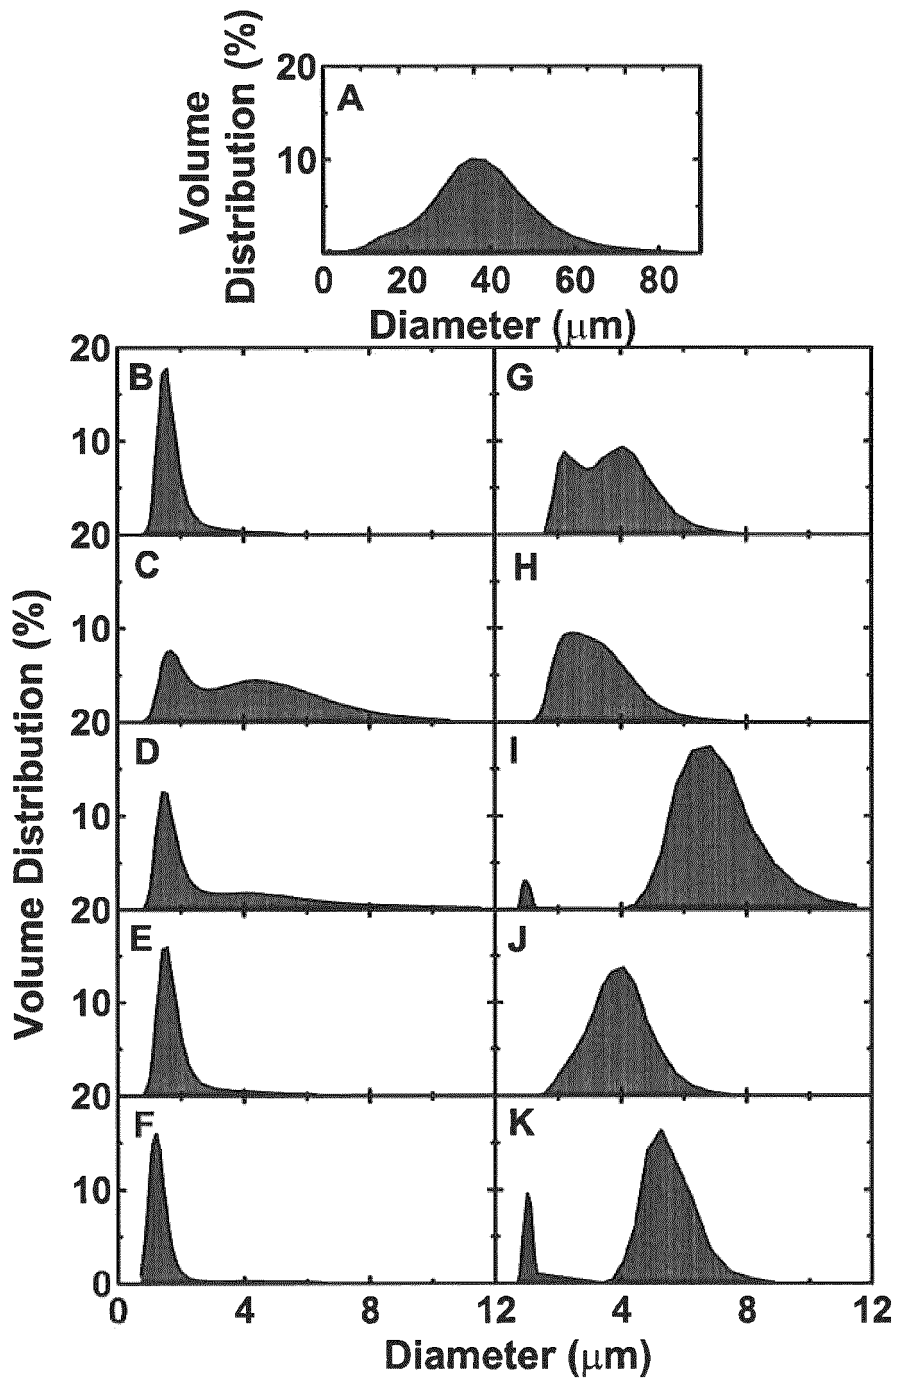 Volume
Distribution (%)
20
10
A
0 20 40 60 80
Diameter (μm)
Volume Distribution (%)
20
10
B
G
20
10
C
H
20
10
D
I
20
10
E
J
20
10
0
F
K
0 4 8 12 4 8 12
Diameter (μm)